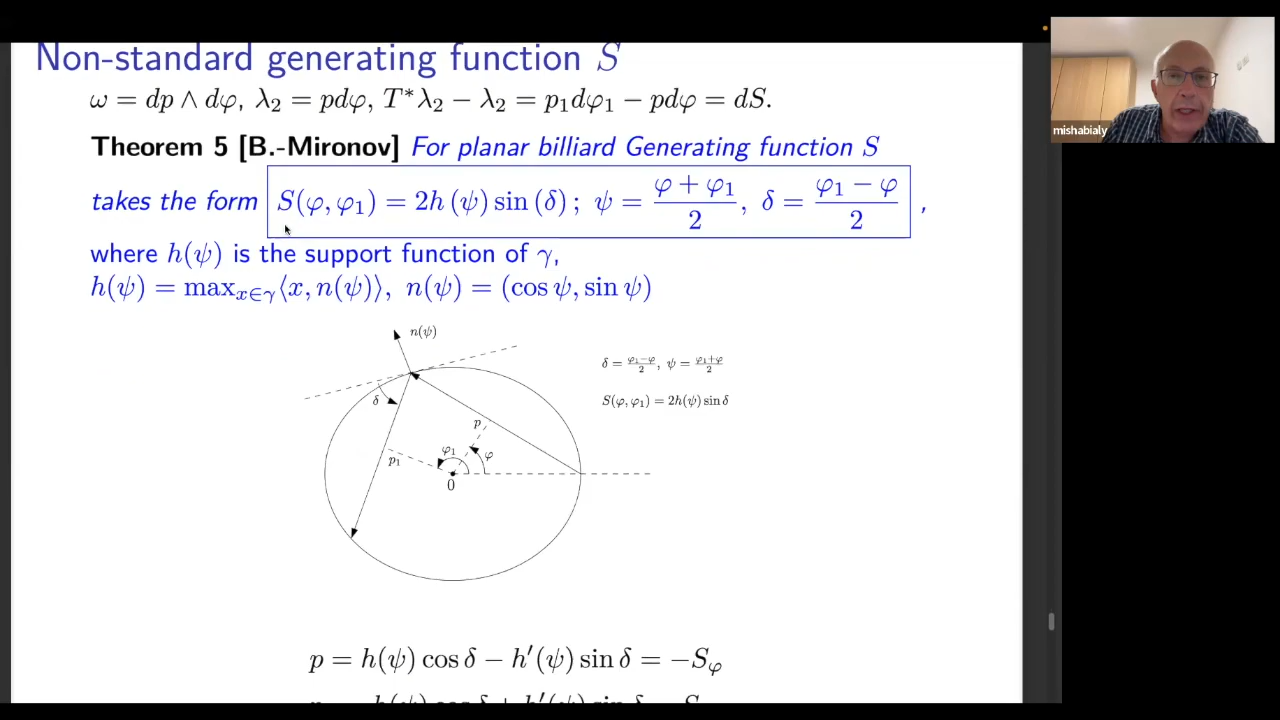 Non-standard generating function S
ω = dp ∧ dφ, λ₂ = pdφ, T*λ₂ − λ₂ = p₁dφ₁ − pdφ = dS.
Theorem 5 [B.-Mironov] For planar billiard Generating function S
takes the form S(φ, φ₁) = 2h (ψ) sin (δ) ; ψ = (φ + φ₁)/2, δ = (φ₁ − φ)/2,
where h(ψ) is the support function of γ,
h(ψ) = maxₓ∈γ⟨x, n(ψ)⟩, n(ψ) = (cos ψ, sin ψ)
mishabialy
n(ψ)
δ = (φ₁−φ)/2, ψ = (φ₁+φ)/2
S(φ, φ₁) = 2h(ψ) sin δ
δ
p
φ₁
φ
p₁
0
p = h(ψ) cos δ − h′(ψ) sin δ = −Sφ